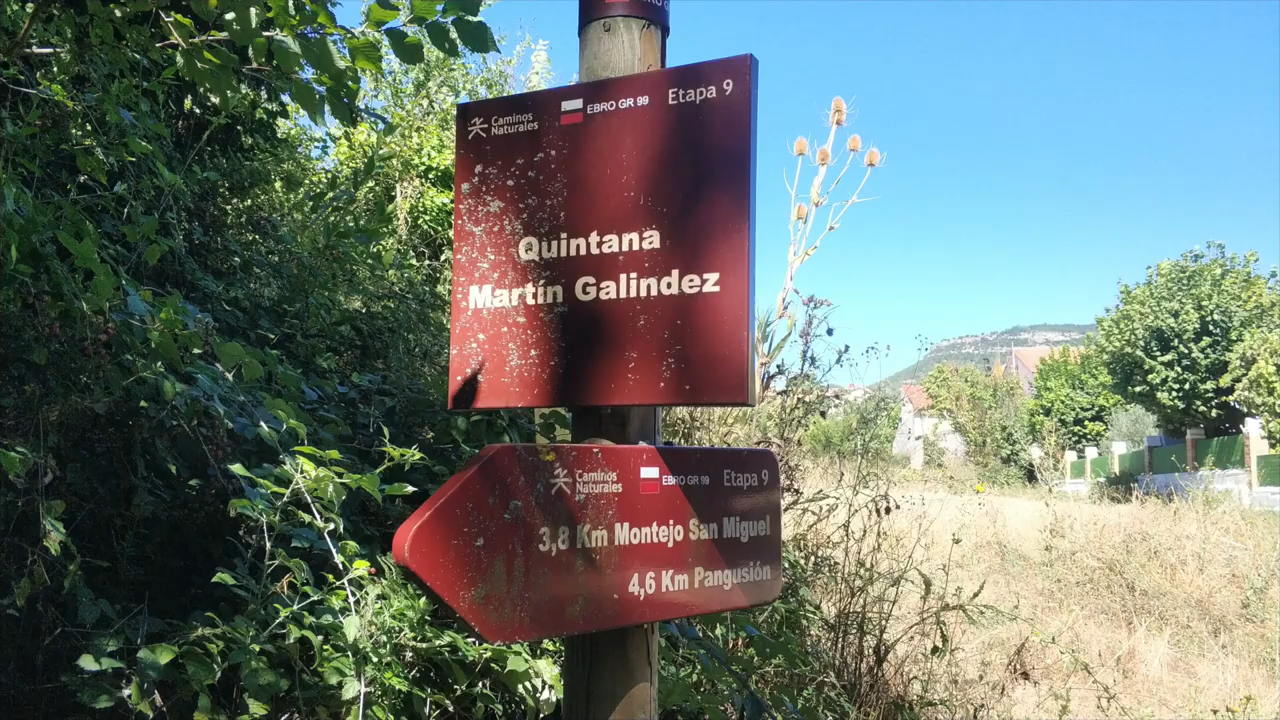 Caminos
Naturales
EBRO GR 99
Etapa 9
Quintana
Martín Galindez
Caminos
Naturales
EBRO GR 99
Etapa 9
3,8 Km Montejo San Miguel
4,6 Km Pangusión